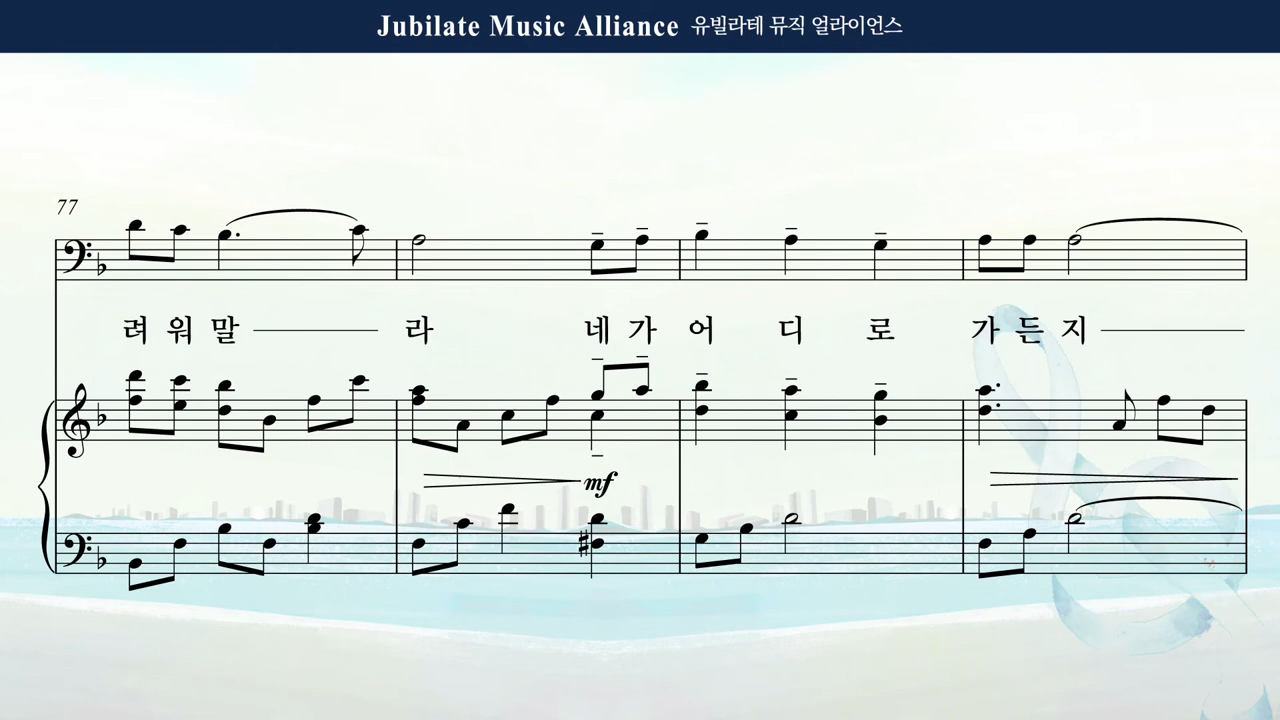 Jubilate Music Alliance 유빌라테 뮤직 얼라이언스
77
려 워 말 라 네 가 어 디 로 가 든 지
mf